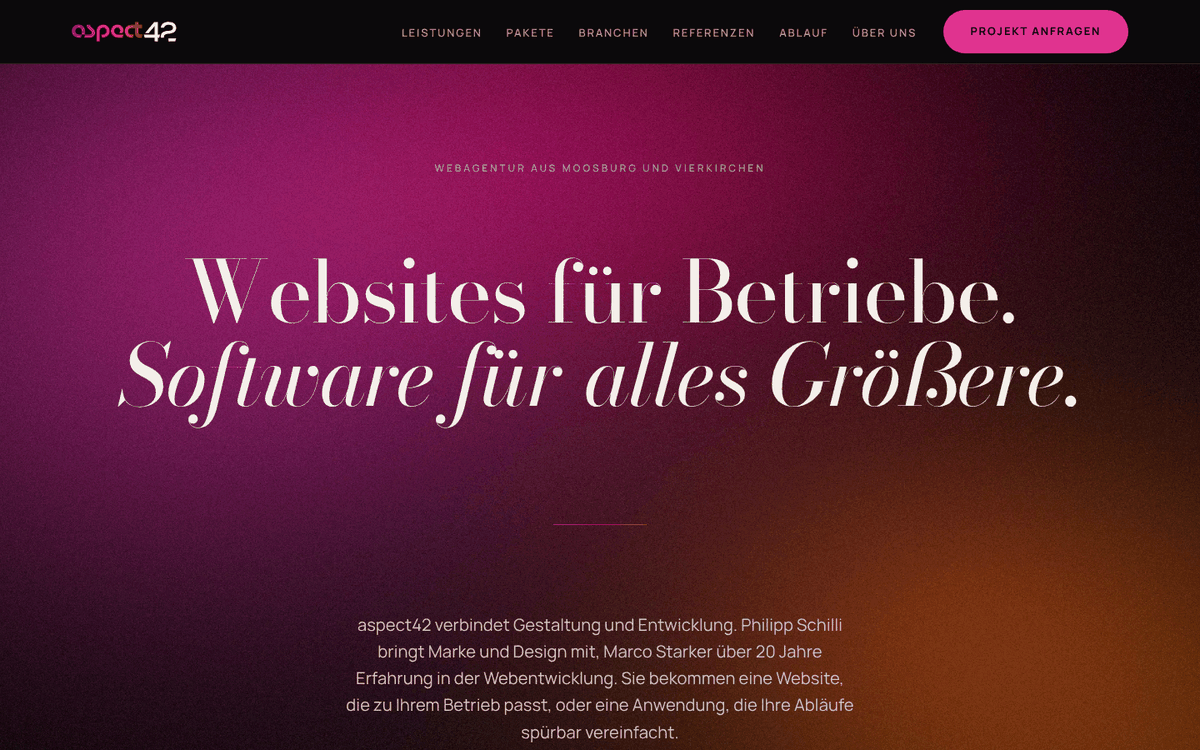 aspect42
LEISTUNGEN
PAKETE
BRANCHEN
REFERENZEN
ABLAUF
ÜBER UNS
PROJEKT ANFRAGEN
WEBAGENTUR AUS MOOSBURG UND VIERKIRCHEN
Websites für Betriebe.
Software für alles Größere.
aspect42 verbindet Gestaltung und Entwicklung. Philipp Schilli
bringt Marke und Design mit, Marco Starker über 20 Jahre
Erfahrung in der Webentwicklung. Sie bekommen eine Website,
die zu Ihrem Betrieb passt, oder eine Anwendung, die Ihre Abläufe
spürbar vereinfacht.